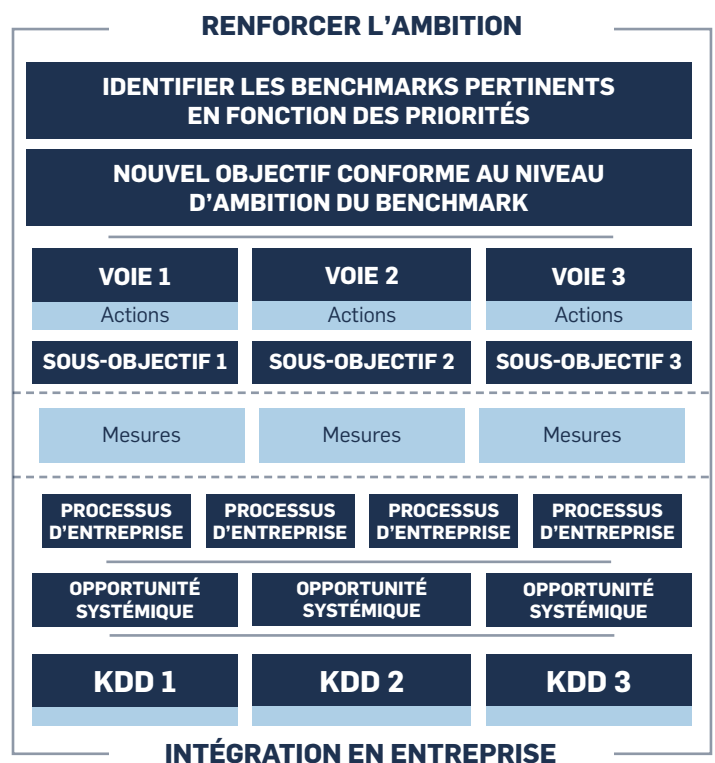 RENFORCER L'AMBITION
IDENTIFIER LES BENCHMARKS PERTINENTS
EN FONCTION DES PRIORITÉS
NOUVEL OBJECTIF CONFORME AU NIVEAU
D'AMBITION DU BENCHMARK
VOIE 1
VOIE 2
VOIE 3
Actions
Actions
Actions
SOUS-OBJECTIF 1
SOUS-OBJECTIF 2
SOUS-OBJECTIF 3
Mesures
Mesures
Mesures
PROCESSUS
D'ENTREPRISE
PROCESSUS
D'ENTREPRISE
PROCESSUS
D'ENTREPRISE
PROCESSUS
D'ENTREPRISE
OPPORTUNITÉ
SYSTÉMIQUE
OPPORTUNITÉ
SYSTÉMIQUE
OPPORTUNITÉ
SYSTÉMIQUE
KDD 1
KDD 2
KDD 3
INTÉGRATION EN ENTREPRISE